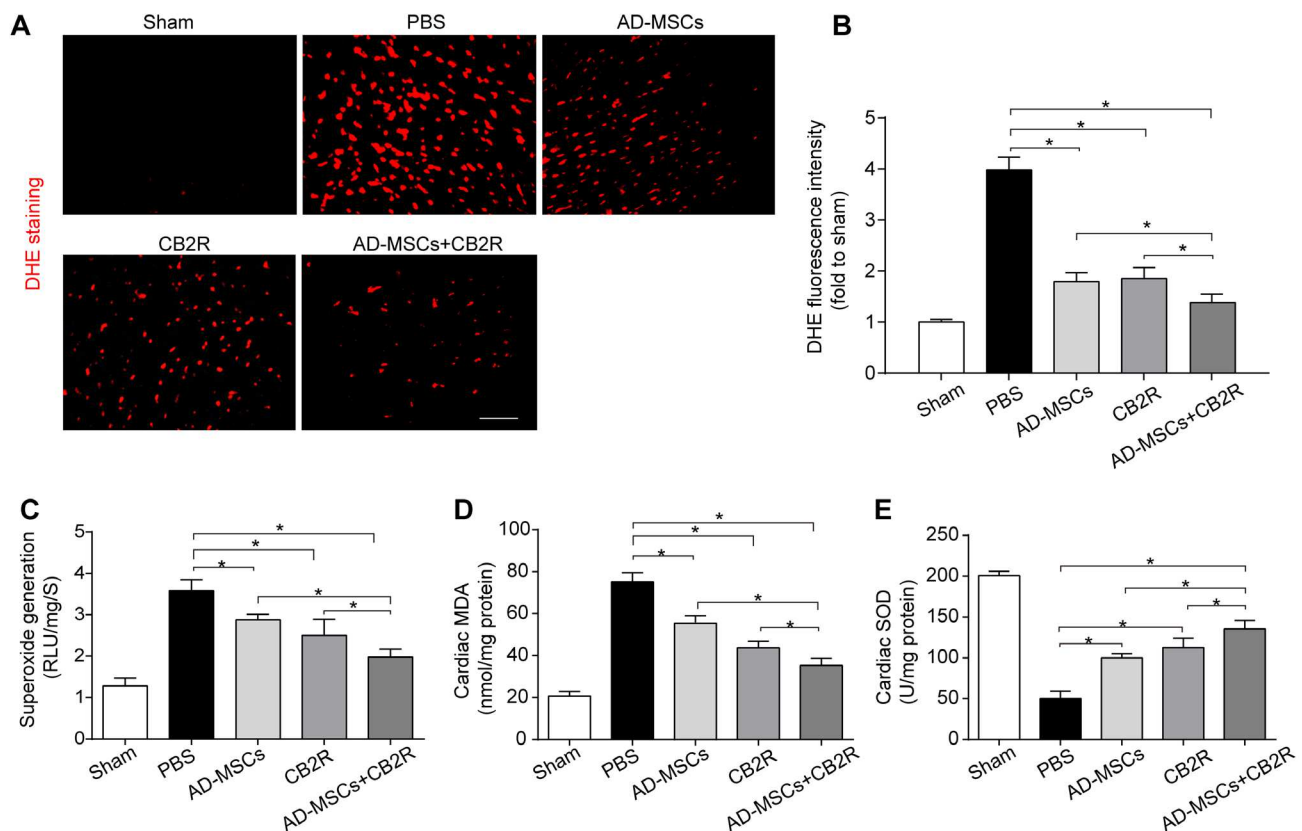 A
Sham
PBS
AD-MSCs
DHE staining
CB2R
AD-MSCs+CB2R
B
DHE fluorescence intensity
(fold to sham)
5
4
3
2
1
0
*
*
*
*
*
Sham
PBS
AD-MSCs
CB2R
AD-MSCs+CB2R
C
Superoxide generation
(RLU/mg/S)
5
4
3
2
1
0
*
*
*
*
*
Sham
PBS
AD-MSCs
CB2R
AD-MSCs+CB2R
D
Cardiac MDA
(nmol/mg protein)
100
80
60
40
20
0
*
*
*
*
*
Sham
PBS
AD-MSCs
CB2R
AD-MSCs+CB2R
E
Cardiac SOD
(U/mg protein)
250
200
150
100
50
0
*
*
*
*
*
Sham
PBS
AD-MSCs
CB2R
AD-MSCs+CB2R